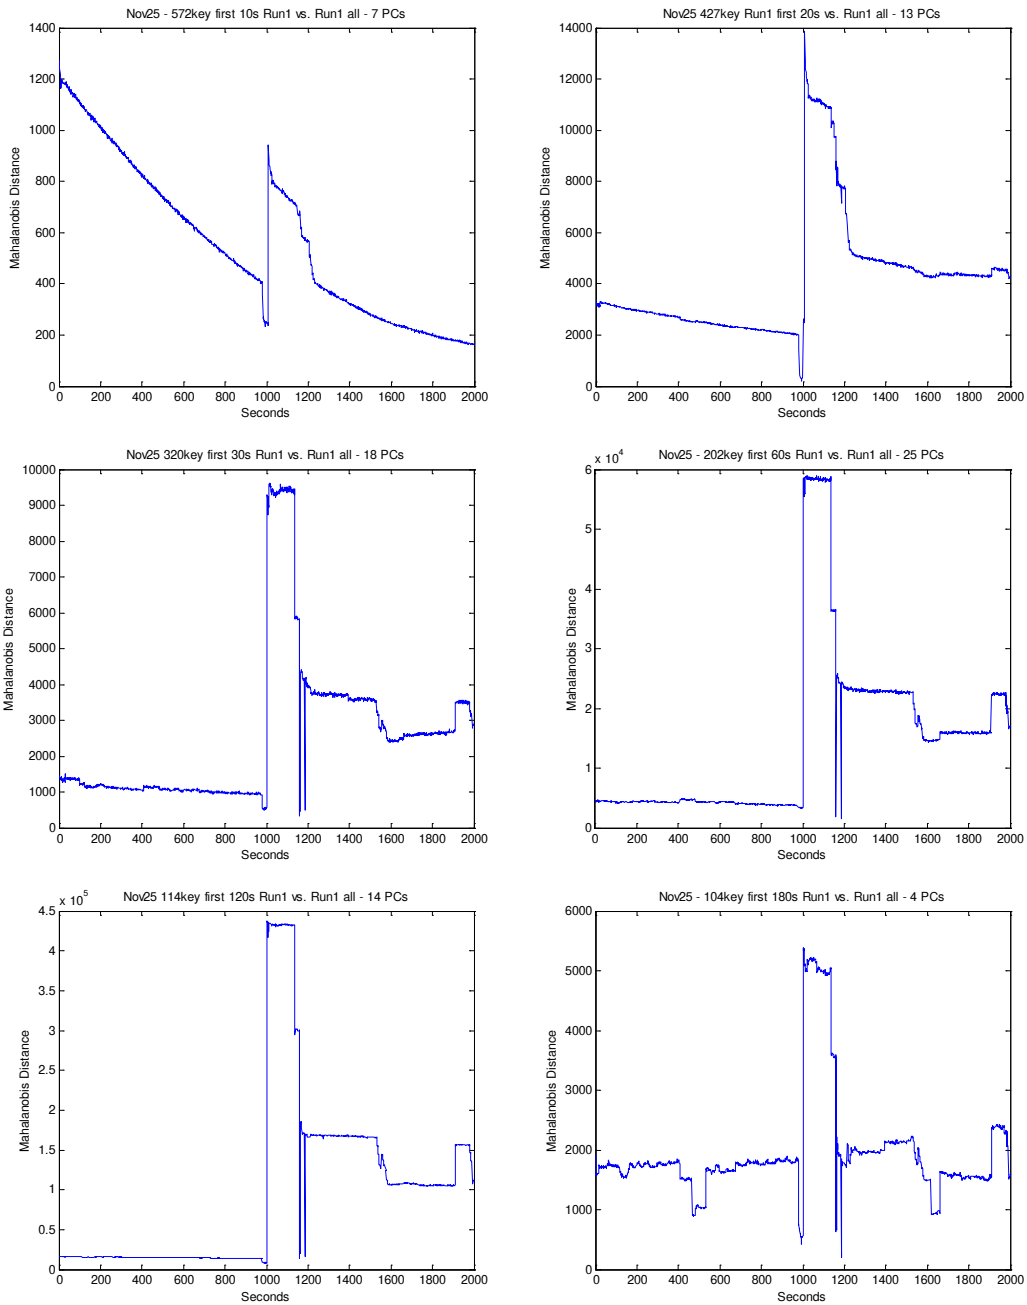 Nov25 - 572key first 10s Run1 vs. Run1 all - 7 PCs
1400
1200
1000
800
600
400
200
0
Mahalanobis Distance
0 200 400 600 800 1000 1200 1400 1600 1800 2000
Seconds
Nov25 427key Run1 first 20s vs. Run1 all - 13 PCs
14000
12000
10000
8000
6000
4000
2000
0
Mahalanobis Distance
0 200 400 600 800 1000 1200 1400 1600 1800 2000
Seconds
Nov25 320key first 30s Run1 vs. Run1 all - 18 PCs
10000
9000
8000
7000
6000
5000
4000
3000
2000
1000
0
Mahalanobis Distance
0 200 400 600 800 1000 1200 1400 1600 1800 2000
Seconds
Nov25 - 202key first 60s Run1 vs. Run1 all - 25 PCs
x 10^4
6
5
4
3
2
1
0
Mahalanobis Distance
0 200 400 600 800 1000 1200 1400 1600 1800 2000
Seconds
Nov25 114key first 120s Run1 vs. Run1 all - 14 PCs
x 10^5
4.5
4
3.5
3
2.5
2
1.5
1
0.5
0
Mahalanobis Distance
0 200 400 600 800 1000 1200 1400 1600 1800 2000
Seconds
Nov25 - 104key first 180s Run1 vs. Run1 all - 4 PCs
6000
5000
4000
3000
2000
1000
0
Mahalanobis Distance
0 200 400 600 800 1000 1200 1400 1600 1800 2000
Seconds